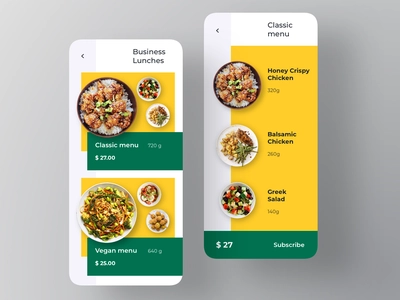 Business
Lunches
Classic menu 720 g
$ 27.00
Vegan menu 640 g
$ 25.00
Classic
menu
Honey Crispy
Chicken
320g
Balsamic
Chicken
260g
Greek
Salad
140g
$ 27 Subscribe